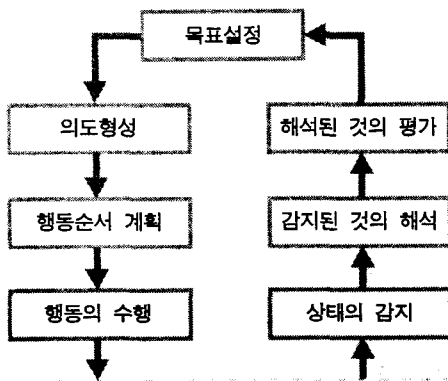 목표설정
의도형성
해석된 것의 평가
행동순서 계획
감지된 것의 해석
행동의 수행
상태의 감지